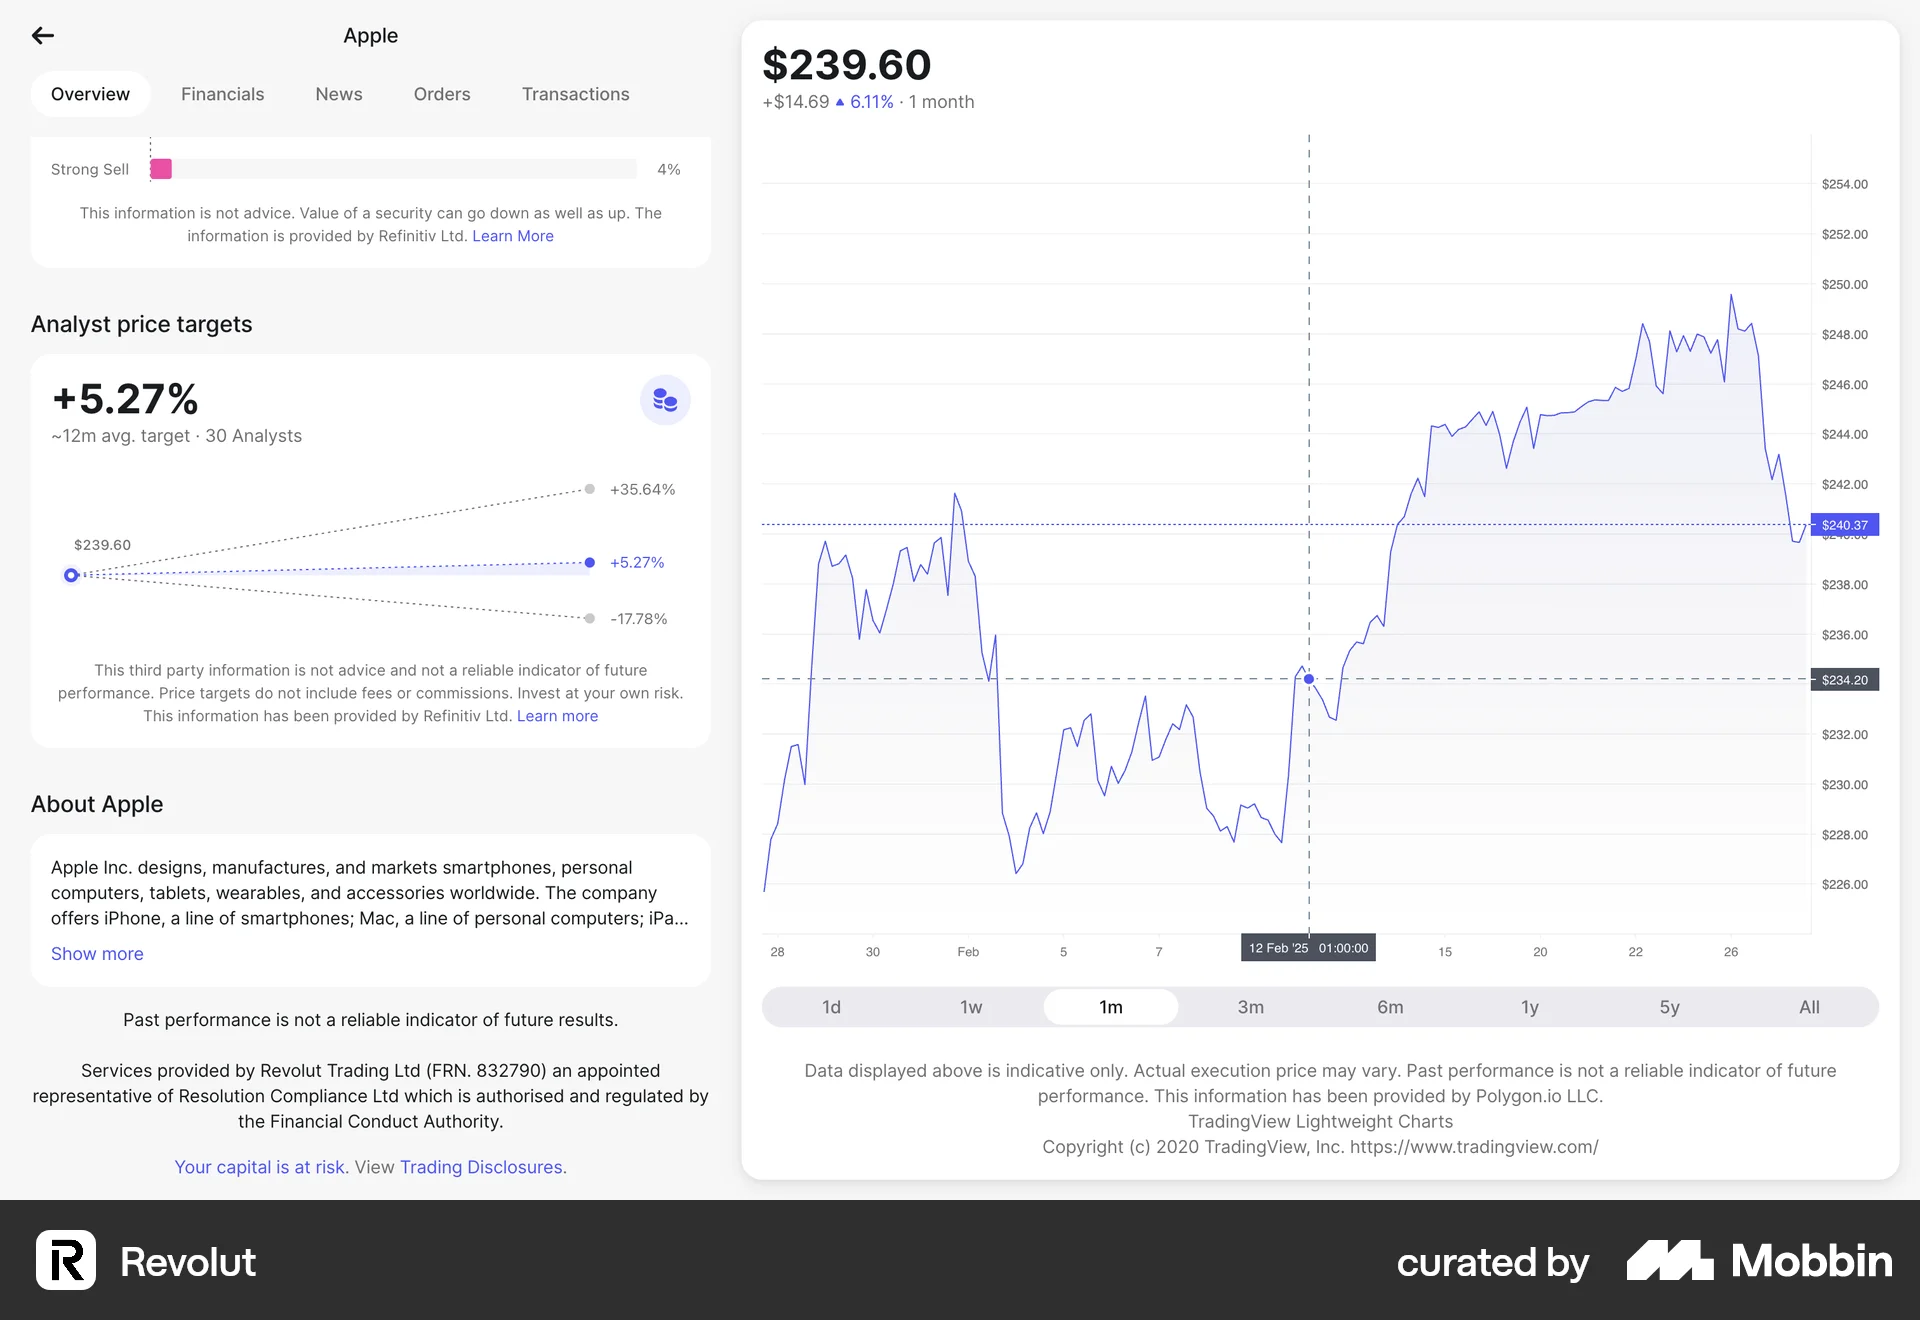 Apple
Overview
Financials
News
Orders
Transactions
Strong Sell
4%
This information is not advice. Value of a security can go down as well as up. The
information is provided by Refinitiv Ltd. Learn More
Analyst price targets
+5.27%
~12m avg. target · 30 Analysts
+35.64%
$239.60
+5.27%
-17.78%
This third party information is not advice and not a reliable indicator of future
performance. Price targets do not include fees or commissions. Invest at your own risk.
This information has been provided by Refinitiv Ltd. Learn more
About Apple
Apple Inc. designs, manufactures, and markets smartphones, personal
computers, tablets, wearables, and accessories worldwide. The company
offers iPhone, a line of smartphones; Mac, a line of personal computers; iPa...
Show more
Past performance is not a reliable indicator of future results.
Services provided by Revolut Trading Ltd (FRN. 832790) an appointed
representative of Resolution Compliance Ltd which is authorised and regulated by
the Financial Conduct Authority.
Your capital is at risk. View Trading Disclosures.
$239.60
+$14.69 ▲ 6.11% · 1 month
$254.00
$252.00
$250.00
$248.00
$246.00
$244.00
$242.00
$240.37
$240.00
$238.00
$236.00
$234.20
$232.00
$230.00
$228.00
$226.00
28
30
Feb
5
7
12 Feb '25 01:00:00
15
20
22
26
1d
1w
1m
3m
6m
1y
5y
All
Data displayed above is indicative only. Actual execution price may vary. Past performance is not a reliable indicator of future
performance. This information has been provided by Polygon.io LLC.
TradingView Lightweight Charts
Copyright (c) 2020 TradingView, Inc. https://www.tradingview.com/
Revolut
curated by
Mobbin